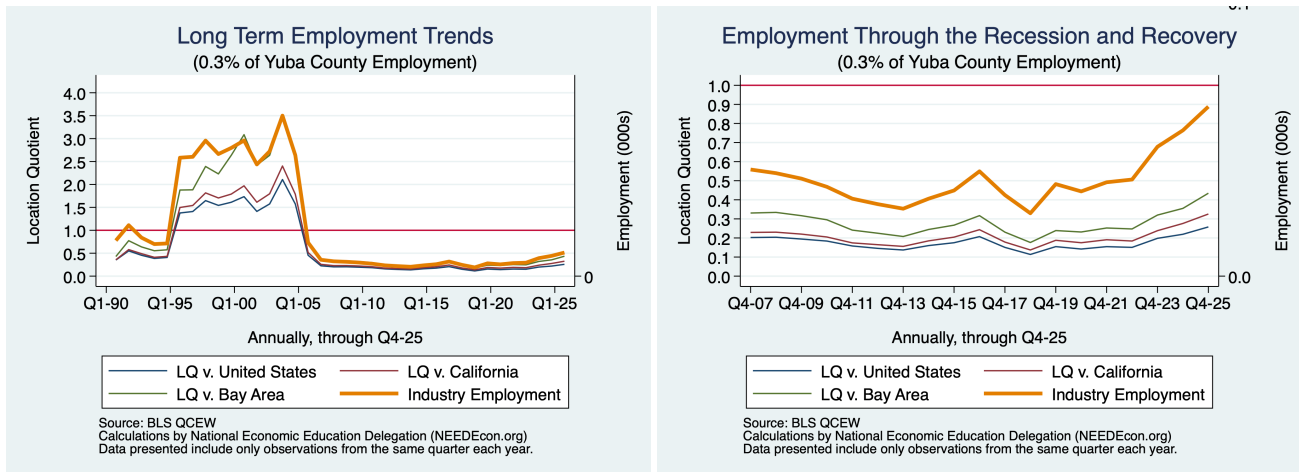 Long Term Employment Trends
(0.3% of Yuba County Employment)
Location Quotient
4.0
3.5
3.0
2.5
2.0
1.5
1.0
0.5
0.0
0
Employment (000s)
Q1-90 Q1-95 Q1-00 Q1-05 Q1-10 Q1-15 Q1-20 Q1-25
Annually, through Q4-25
LQ v. United States LQ v. California
LQ v. Bay Area Industry Employment
Source: BLS QCEW
Calculations by National Economic Education Delegation (NEEDEcon.org)
Data presented include only observations from the same quarter each year.
Employment Through the Recession and Recovery
(0.3% of Yuba County Employment)
Location Quotient
1.0
0.9
0.8
0.7
0.6
0.5
0.4
0.3
0.2
0.1
0.0
0.0
Employment (000s)
Q4-07 Q4-09 Q4-11 Q4-13 Q4-15 Q4-17 Q4-19 Q4-21 Q4-23 Q4-25
Annually, through Q4-25
LQ v. United States LQ v. California
LQ v. Bay Area Industry Employment
Source: BLS QCEW
Calculations by National Economic Education Delegation (NEEDEcon.org)
Data presented include only observations from the same quarter each year.